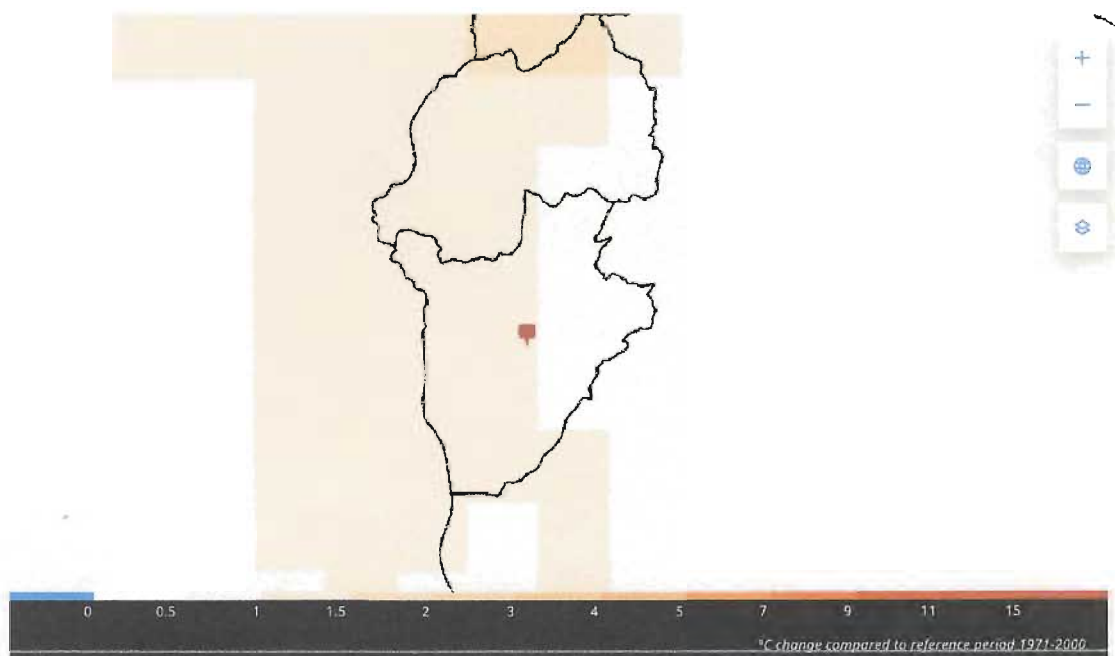 +
−
0 0.5 1 1.5 2 3 4 5 7 9 11 15
°C change compared to reference period 1971-2000